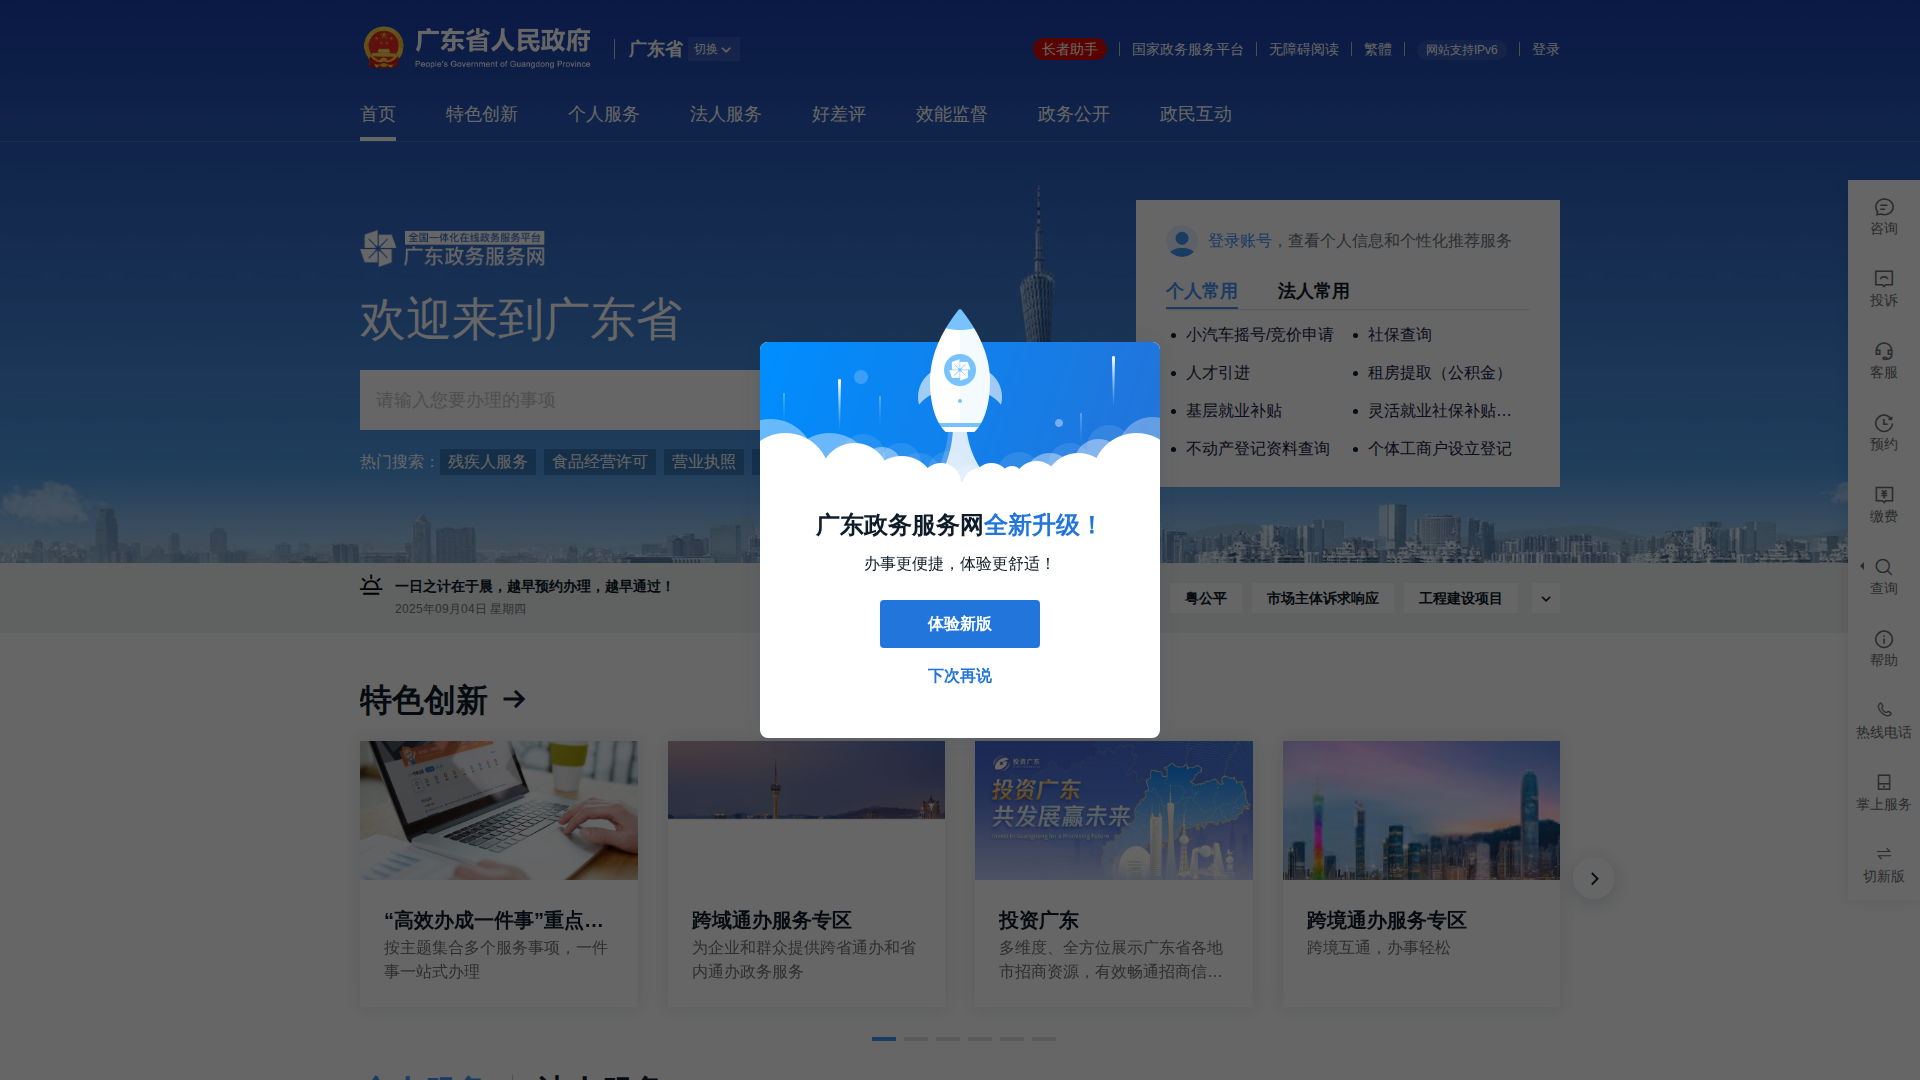 广东省人民政府
People's Government of Guangdong Province
广东省
切换
长者助手
国家政务服务平台
无障碍阅读
繁體
网站支持IPv6
登录
首页
特色创新
个人服务
法人服务
好差评
效能监督
政务公开
政民互动
全国一体化在线政务服务平台
广东政务服务网
欢迎来到广东省
请输入您要办理的事项
热门搜索：
残疾人服务
食品经营许可
营业执照
登录账号，查看个人信息和个性化推荐服务
个人常用
法人常用
小汽车摇号/竞价申请
社保查询
人才引进
租房提取（公积金）
基层就业补贴
灵活就业社保补贴…
不动产登记资料查询
个体工商户设立登记
咨询
投诉
客服
预约
缴费
查询
帮助
热线电话
掌上服务
切新版
广东政务服务网全新升级！
办事更便捷，体验更舒适！
体验新版
下次再说
一日之计在于晨，越早预约办理，越早通过！
2025年09月04日 星期四
粤公平
市场主体诉求响应
工程建设项目
特色创新
投资广东
投资广东
共发展赢未来
“高效办成一件事”重点…
按主题集合多个服务事项，一件
事一站式办理
跨域通办服务专区
为企业和群众提供跨省通办和省
内通办政务服务
投资广东
多维度、全方位展示广东省各地
市招商资源，有效畅通招商信…
跨境通办服务专区
跨境互通，办事轻松